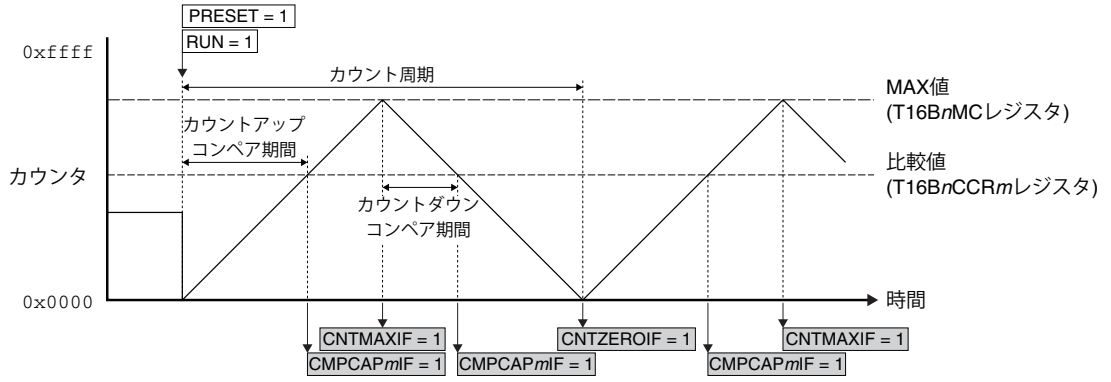 PRESET = 1
RUN = 1
0xffff
カウント周期
MAX値
(T16BnMCレジスタ)
カウントアップ
コンペア期間
比較値
(T16BnCCRmレジスタ)
カウンタ
カウントダウン
コンペア期間
0x0000
時間
CNTMAXIF = 1
CNTZEROIF = 1
CNTMAXIF = 1
CMPCAPmIF = 1
CMPCAPmIF = 1
CMPCAPmIF = 1